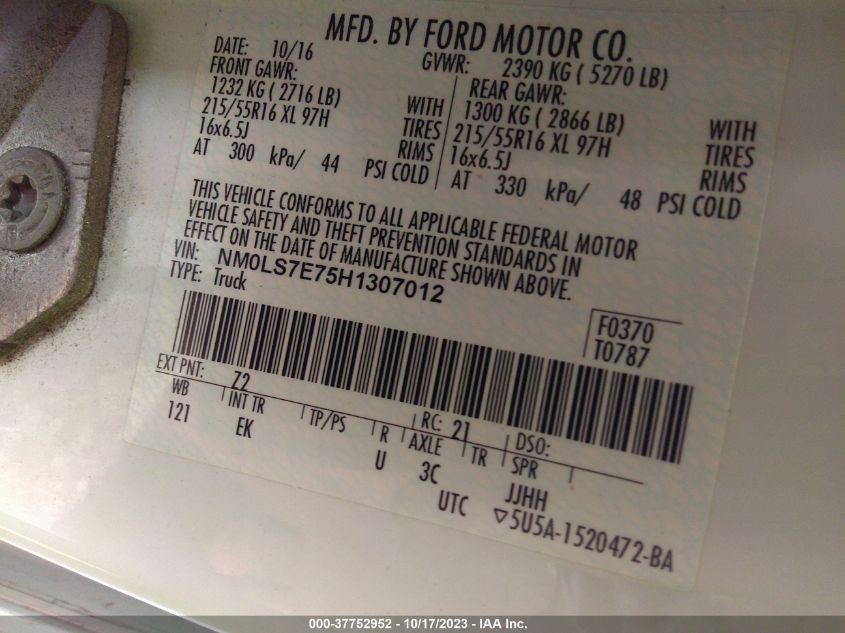 MFD. BY FORD MOTOR CO.
DATE: 10/16
GVWR: 2390 KG ( 5270 LB)
FRONT GAWR:
1232 KG ( 2716 LB) WITH
215/55R16 XL 97H TIRES
16x6.5J RIMS
AT 300 kPa/ 44 PSI COLD
REAR GAWR:
1300 KG ( 2866 LB) WITH
215/55R16 XL 97H TIRES
16x6.5J RIMS
AT 330 kPa/ 48 PSI COLD
THIS VEHICLE CONFORMS TO ALL APPLICABLE FEDERAL MOTOR
VEHICLE SAFETY AND THEFT PREVENTION STANDARDS IN
EFFECT ON THE DATE OF MANUFACTURE SHOWN ABOVE.
VIN: NM0LS7E75H1307012
TYPE: Truck
F0370
T0787
EXT PNT: Z2 RC: 21 DSO:
WB INT TR TP/PS R AXLE TR SPR
121 EK U 3C JJHH
UTC ▽5U5A-1520472-BA
000-37752952 - 10/17/2023 - IAA Inc.